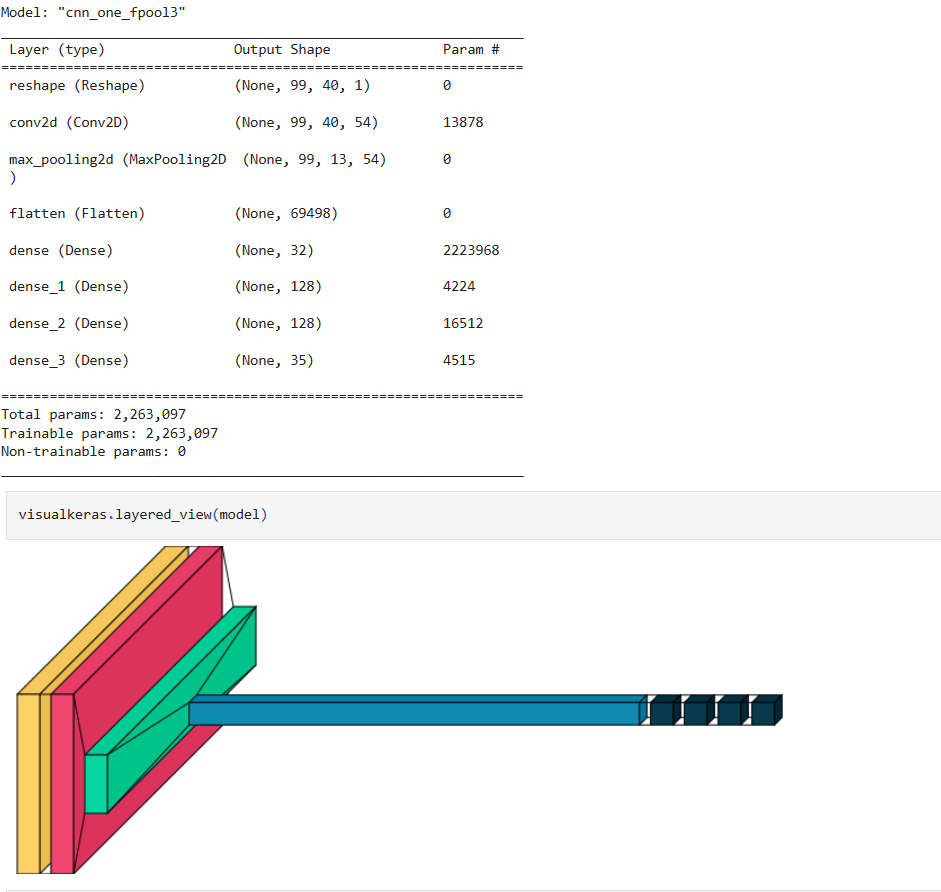 Model: "cnn_one_fpool3"
_________________________________________________________________
Layer (type) Output Shape Param #
=================================================================
reshape (Reshape) (None, 99, 40, 1) 0
conv2d (Conv2D) (None, 99, 40, 54) 13878
max_pooling2d (MaxPooling2D (None, 99, 13, 54) 0
)
flatten (Flatten) (None, 69498) 0
dense (Dense) (None, 32) 2223968
dense_1 (Dense) (None, 128) 4224
dense_2 (Dense) (None, 128) 16512
dense_3 (Dense) (None, 35) 4515
=================================================================
Total params: 2,263,097
Trainable params: 2,263,097
Non-trainable params: 0
_________________________________________________________________
visualkeras.layered_view(model)